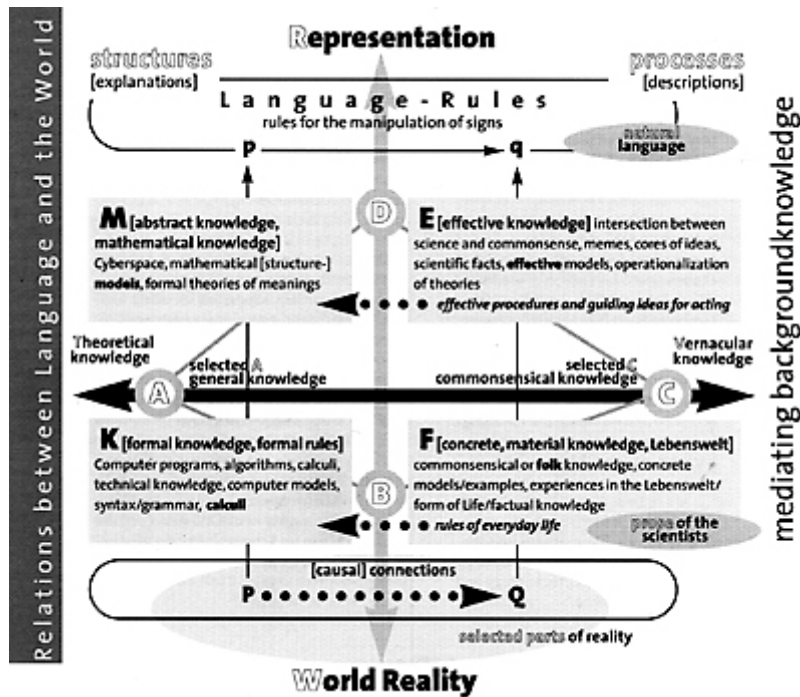 Representation
structures
processes
[explanations]
[descriptions]
Language-Rules
rules for the manipulation of signs
natural
language
p
q
D
M [abstract knowledge,
mathematical knowledge]
Cyberspace, mathematical [structure-]
models, formal theories of meanings
E [effective knowledge] intersection between
science and commonsense, memes, cores of ideas,
scientific facts, effective models, operationalization
of theories
effective procedures and guiding ideas for acting
Theoretical
knowledge
selected A
general knowledge
selected C
commonsensical knowledge
Vernacular
knowledge
A
C
K [formal knowledge, formal rules]
Computer programs, algorithms, calculi,
technical knowledge, computer models,
syntax/grammar, calculi
B
F [concrete, material knowledge, Lebenswelt]
commonsensical or folk knowledge, concrete
models/examples, experiences in the Lebenswelt/
form of Life/factual knowledge
rules of everyday life
prose of the
scientists
[causal] connections
P
Q
selected parts of reality
World Reality
Relations between Language and the World
mediating background knowledge